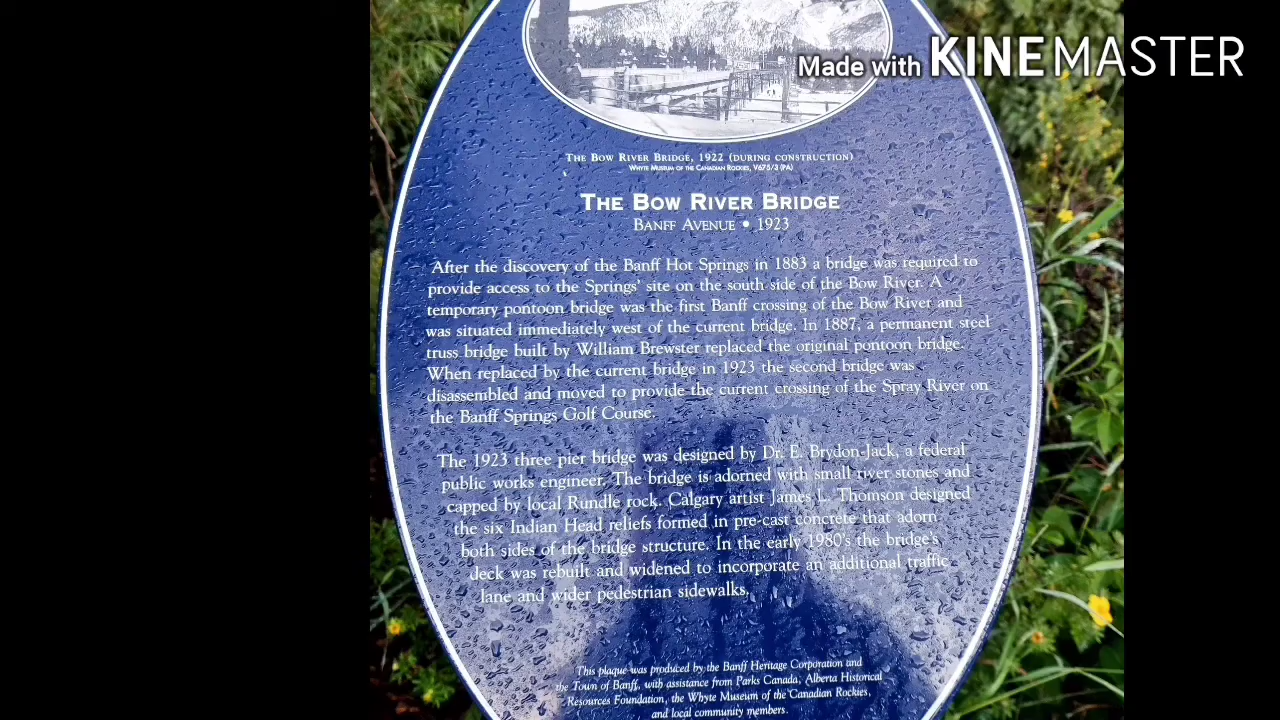 Made with KINEMASTER
THE BOW RIVER BRIDGE, 1922 (DURING CONSTRUCTION)
WHYTE MUSEUM OF THE CANADIAN ROCKIES, V675/3 (PA)
THE BOW RIVER BRIDGE
BANFF AVENUE • 1923
After the discovery of the Banff Hot Springs in 1883 a bridge was required to
provide access to the Springs' site on the south side of the Bow River. A
temporary pontoon bridge was the first Banff crossing of the Bow River and
was situated immediately west of the current bridge. In 1887, a permanent steel
truss bridge built by William Brewster replaced the original pontoon bridge.
When replaced by the current bridge in 1923 the second bridge was
disassembled and moved to provide the current crossing of the Spray River on
the Banff Springs Golf Course.
The 1923 three pier bridge was designed by Dr. E. Brydon-Jack, a federal
public works engineer. The bridge is adorned with small river stones and
capped by local Rundle rock. Calgary artist James L. Thomson designed
the six Indian Head reliefs formed in pre-cast concrete that adorn
both sides of the bridge structure. In the early 1980's the bridge's
deck was rebuilt and widened to incorporate an additional traffic
lane and wider pedestrian sidewalks.
This plaque was produced by the Banff Heritage Corporation and
the Town of Banff, with assistance from Parks Canada, Alberta Historical
Resources Foundation, the Whyte Museum of the Canadian Rockies,
and local community members.